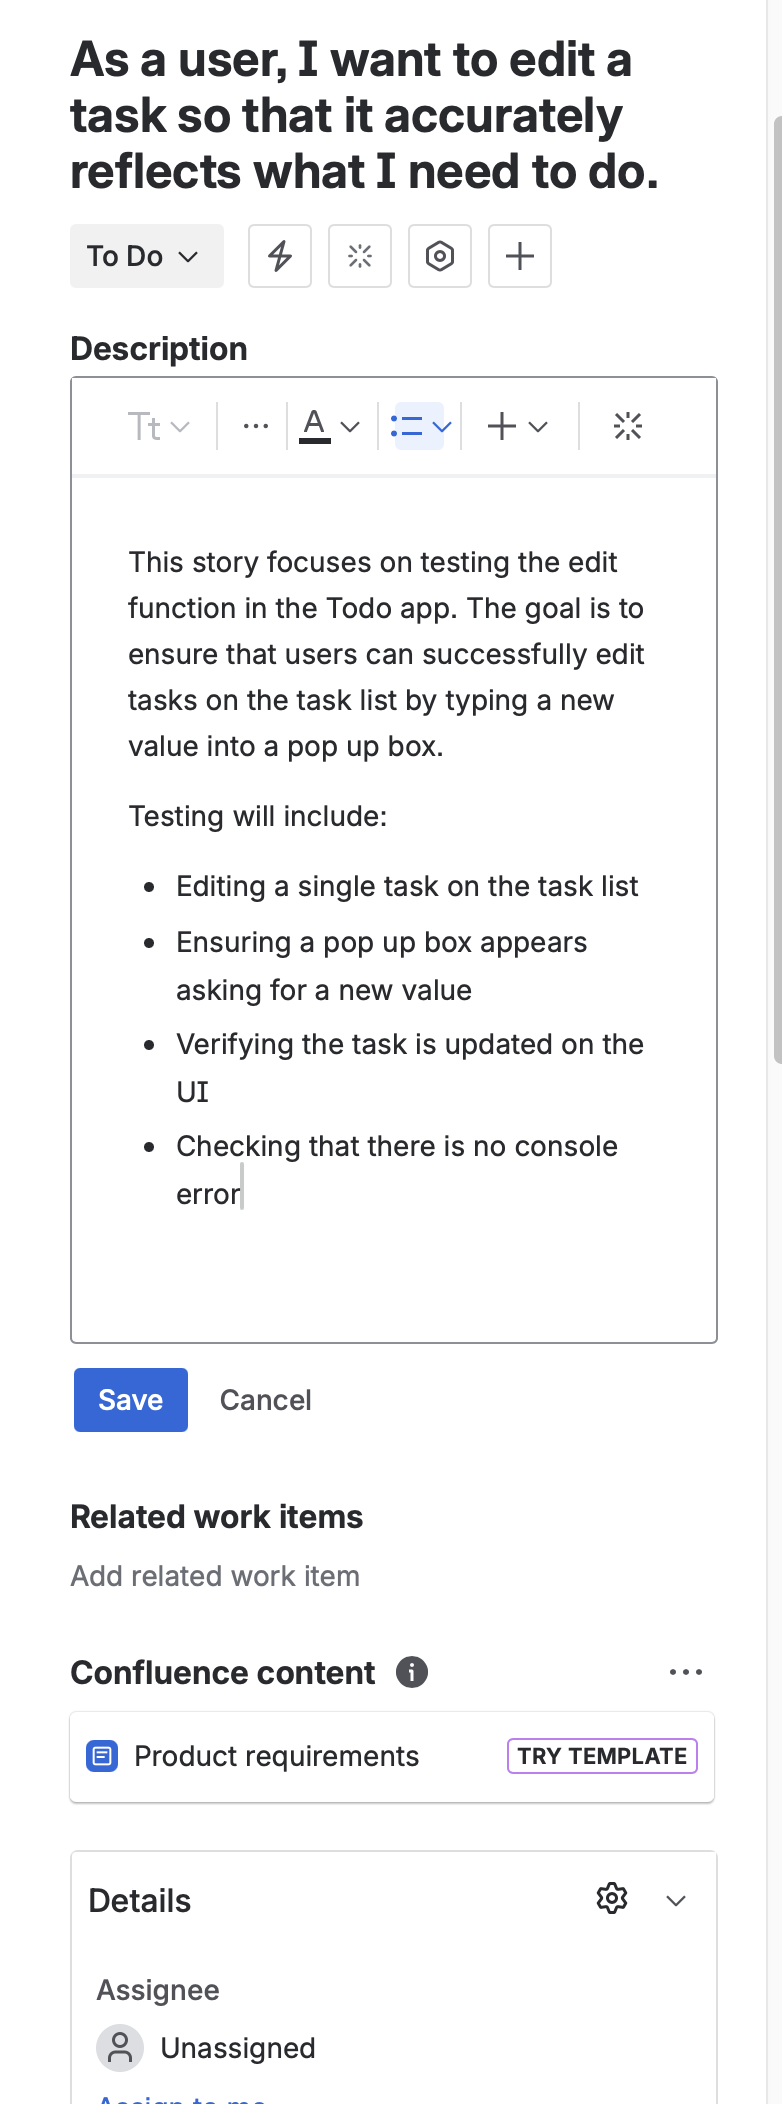 As a user, I want to edit a
task so that it accurately
reflects what I need to do.
To Do
Description
Tt
A
This story focuses on testing the edit
function in the Todo app. The goal is to
ensure that users can successfully edit
tasks on the task list by typing a new
value into a pop up box.
Testing will include:
• Editing a single task on the task list
• Ensuring a pop up box appears
asking for a new value
• Verifying the task is updated on the
UI
• Checking that there is no console
error
Save Cancel
Related work items
Add related work item
Confluence content
Product requirements TRY TEMPLATE
Details
Assignee
Unassigned
Assign to me